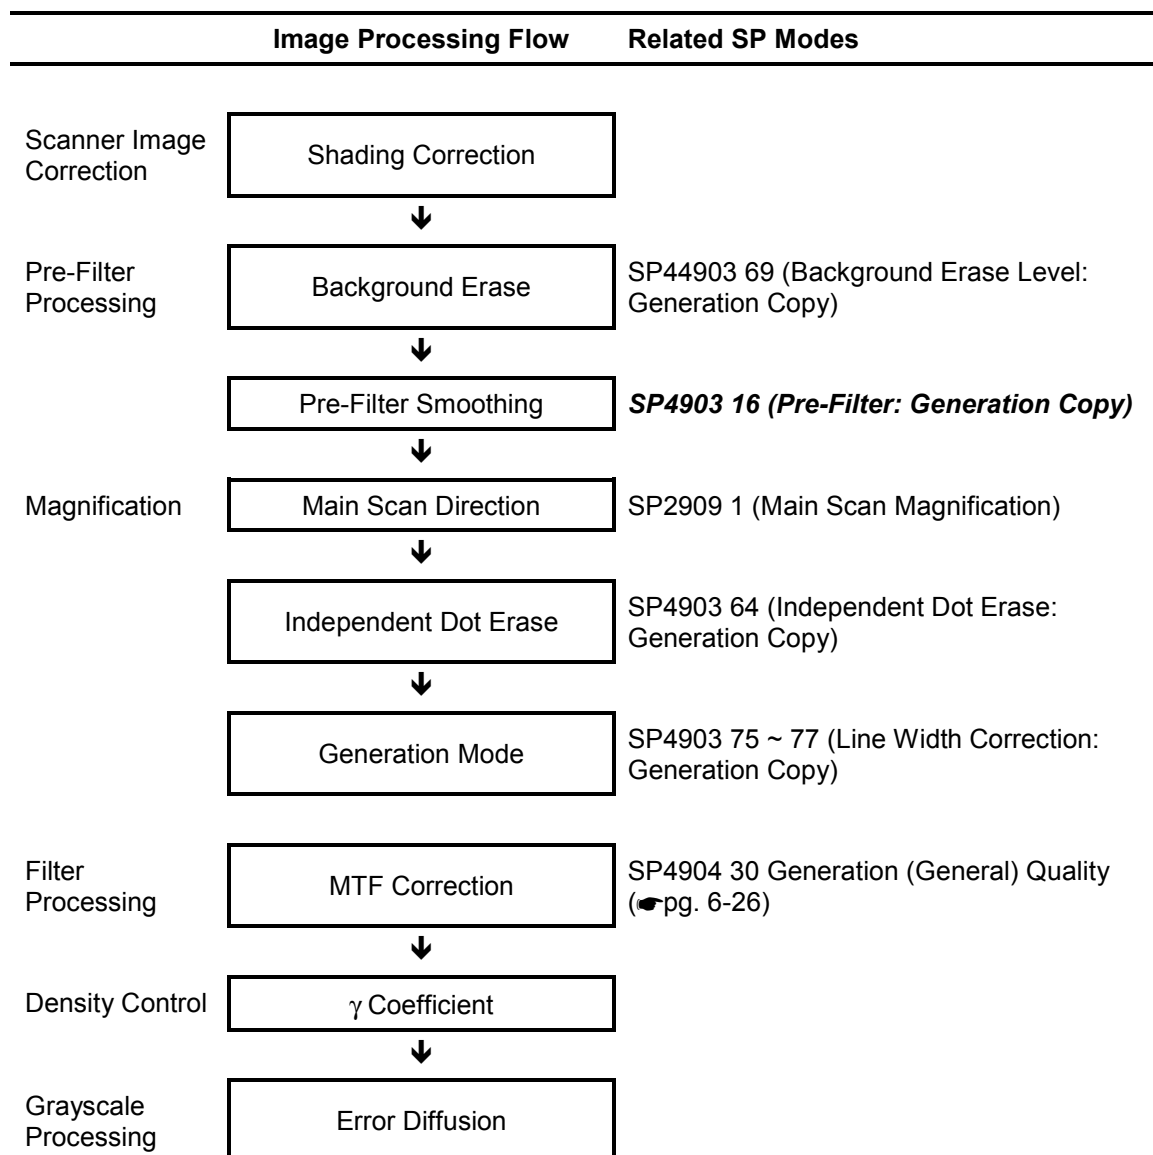 Image Processing Flow Related SP Modes
Scanner Image
Correction
Shading Correction
Pre-Filter
Processing
Background Erase
SP44903 69 (Background Erase Level:
Generation Copy)
Pre-Filter Smoothing
SP4903 16 (Pre-Filter: Generation Copy)
Magnification
Main Scan Direction
SP2909 1 (Main Scan Magnification)
Independent Dot Erase
SP4903 64 (Independent Dot Erase:
Generation Copy)
Generation Mode
SP4903 75 ~ 77 (Line Width Correction:
Generation Copy)
Filter
Processing
MTF Correction
SP4904 30 Generation (General) Quality
(☛pg. 6-26)
Density Control
γ Coefficient
Grayscale
Processing
Error Diffusion